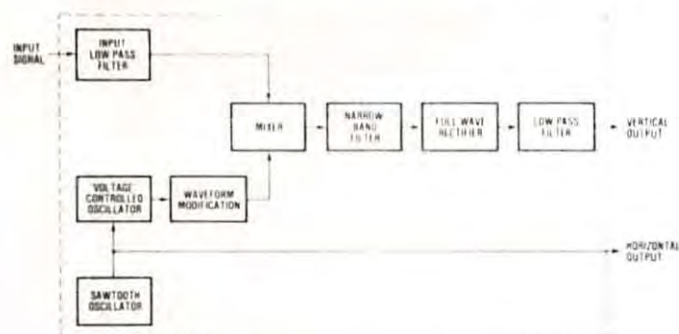 INPUT
SIGNAL
INPUT
LOW PASS
FILTER
MIXER
NARROW
BAND
FILTER
FULL WAVE
RECTIFIER
LOW PASS
FILTER
VERTICAL
OUTPUT
VOLTAGE
CONTROLLED
OSCILLATOR
WAVEFORM
MODIFICATION
HORIZONTAL
OUTPUT
SAWTOOTH
OSCILLATOR